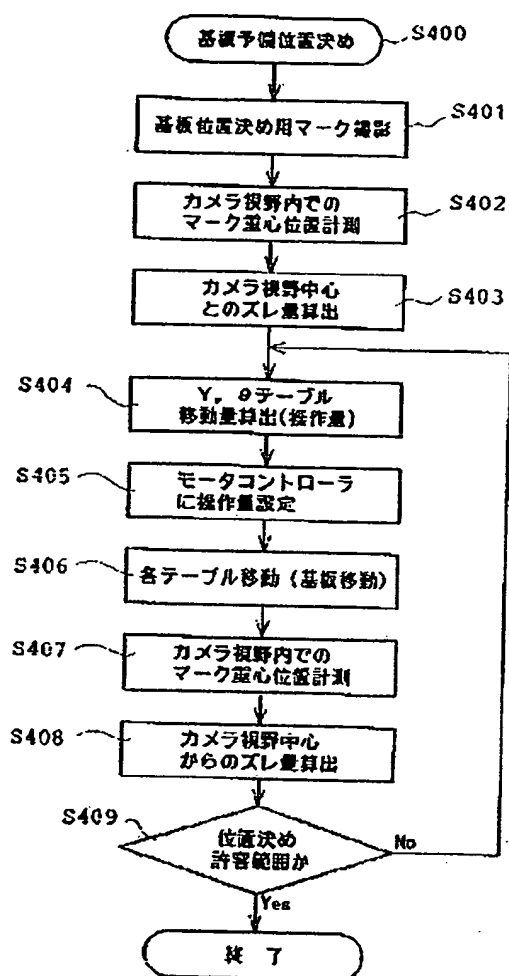 基板予備位置決め
S400
基板位置決め用マーク撮影
S401
カメラ視野内での
マーク重心位置計測
S402
カメラ視野中心
とのズレ量算出
S403
S404
Y，θテーブル
移動量算出(操作量)
S405
モータコントローラ
に操作量設定
S406
各テーブル移動(基板移動)
S407
カメラ視野内での
マーク重心位置計測
S408
カメラ視野中心
からのズレ量算出
S409
位置決め
許容範囲か
No
Yes
終了